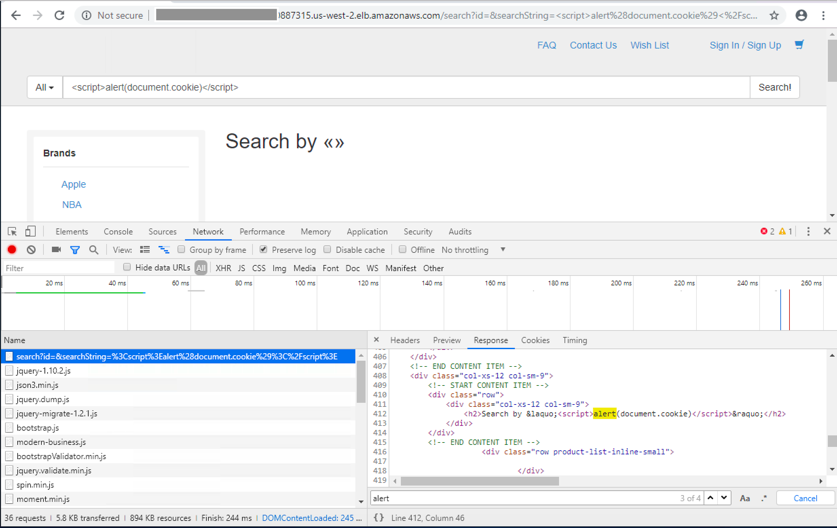 Not secure 0887315.us-west-2.elb.amazonaws.com/search?id=&searchString=<script>alert%28document.cookie%29<%2Fsc...
FAQ Contact Us Wish List Sign In / Sign Up
All <script>alert(document.cookie)</script> Search!
Search by «»
Brands
Apple
NBA
Elements Console Sources Network Performance Memory Application Security Audits 2 1
View: Group by frame Preserve log Disable cache Offline No throttling
Filter Hide data URLs All XHR JS CSS Img Media Font Doc WS Manifest Other
20 ms 40 ms 60 ms 80 ms 100 ms 120 ms 140 ms 160 ms 180 ms 200 ms 220 ms 240 ms 260 ms
Name
search?id=&searchString=%3Cscript%3Ealert%28document.cookie%29%3C%2Fscript%3E
jquery-1.10.2.js
json3.min.js
jquery.dump.js
jquery-migrate-1.2.1.js
bootstrap.js
modern-business.js
bootstrapValidator.min.js
jquery.validate.min.js
spin.min.js
moment.min.js
36 requests 5.8 KB transferred 894 KB resources Finish: 244 ms DOMContentLoaded: 245 ...
Headers Preview Response Cookies Timing
405
406 </div>
407 <!-- END CONTENT ITEM -->
408 <div class="col-xs-12 col-sm-9">
409 <!-- START CONTENT ITEM -->
410 <div class="row">
411 <div class="col-xs-12 col-sm-9">
412 <h2>Search by &laquo;<script>alert(document.cookie)</script>&raquo;</h2>
413 </div>
414 </div>
415 <!-- END CONTENT ITEM -->
416 <div class="row product-list-inline-small">
417
418 </div>
419
alert 3 of 4 Aa .* Cancel
{} Line 412, Column 46